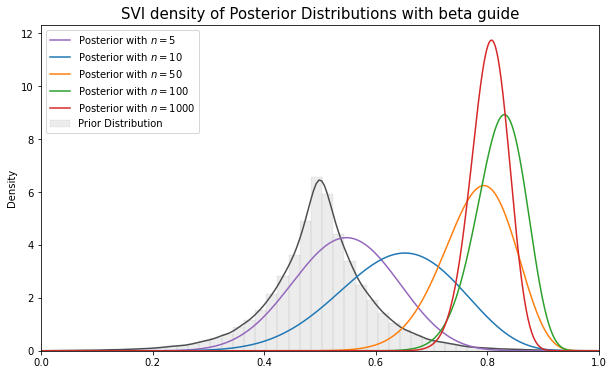 SVI density of Posterior Distributions with beta guide
Posterior with n = 5
Posterior with n = 10
Posterior with n = 50
Posterior with n = 100
Posterior with n = 1000
Prior Distribution
Density
12
10
8
6
4
2
0
0.0 0.2 0.4 0.6 0.8 1.0